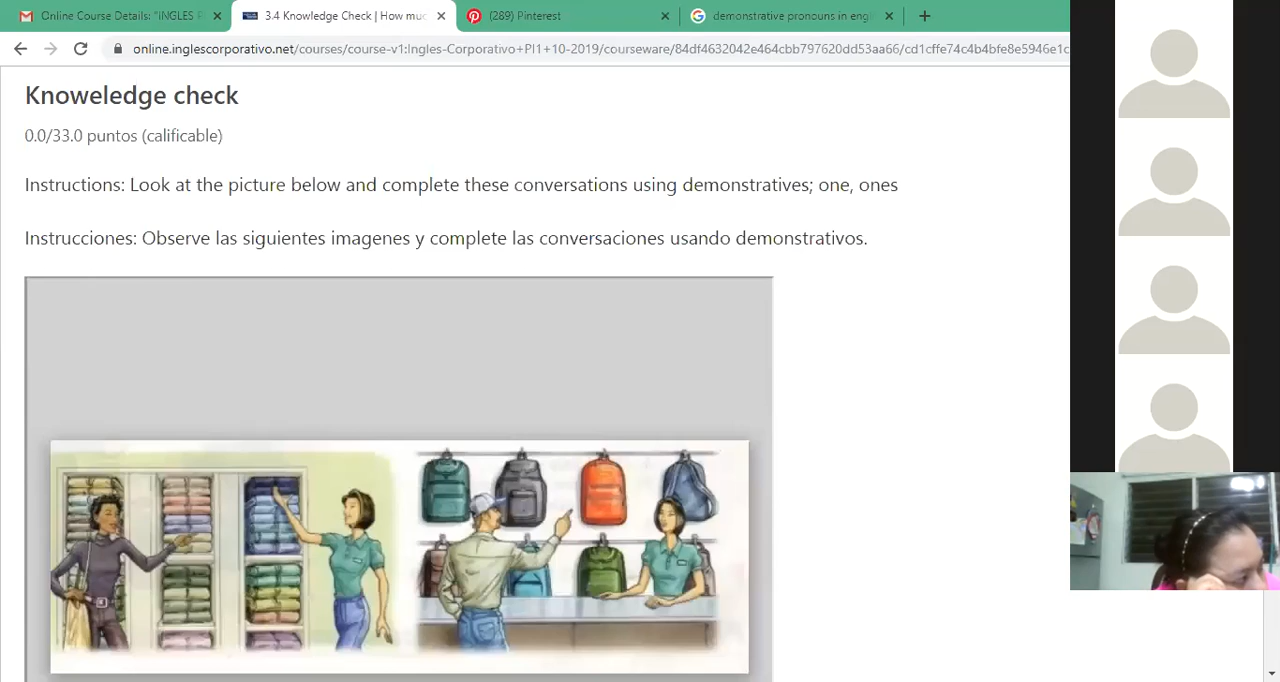 Online Course Details: "INGLES P
3.4 Knowledge Check | How muc
(289) Pinterest
demonstrative pronouns in engl
online.inglescorporativo.net/courses/course-v1:Ingles-Corporativo+PI1+10-2019/courseware/84df4632042e464cbb797620dd53aa66/cd1cffe74c4b4bfe8e5946e1c
Knoweledge check
0.0/33.0 puntos (calificable)
Instructions: Look at the picture below and complete these conversations using demonstratives; one, ones
Instrucciones: Observe las siguientes imagenes y complete las conversaciones usando demonstrativos.